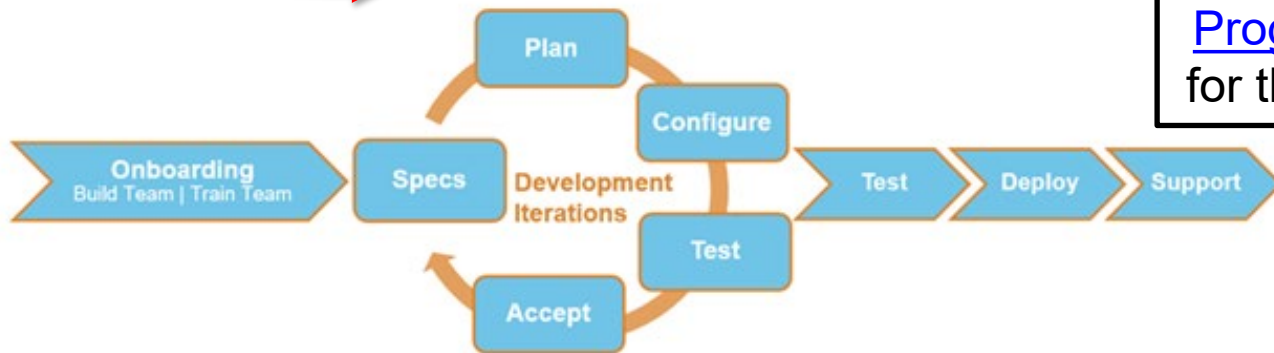 Plan
for th
Configure
Onboarding
Build Team | Train Team
Specs
Development
Iterations
Test
Deploy
Support
Test
Accept